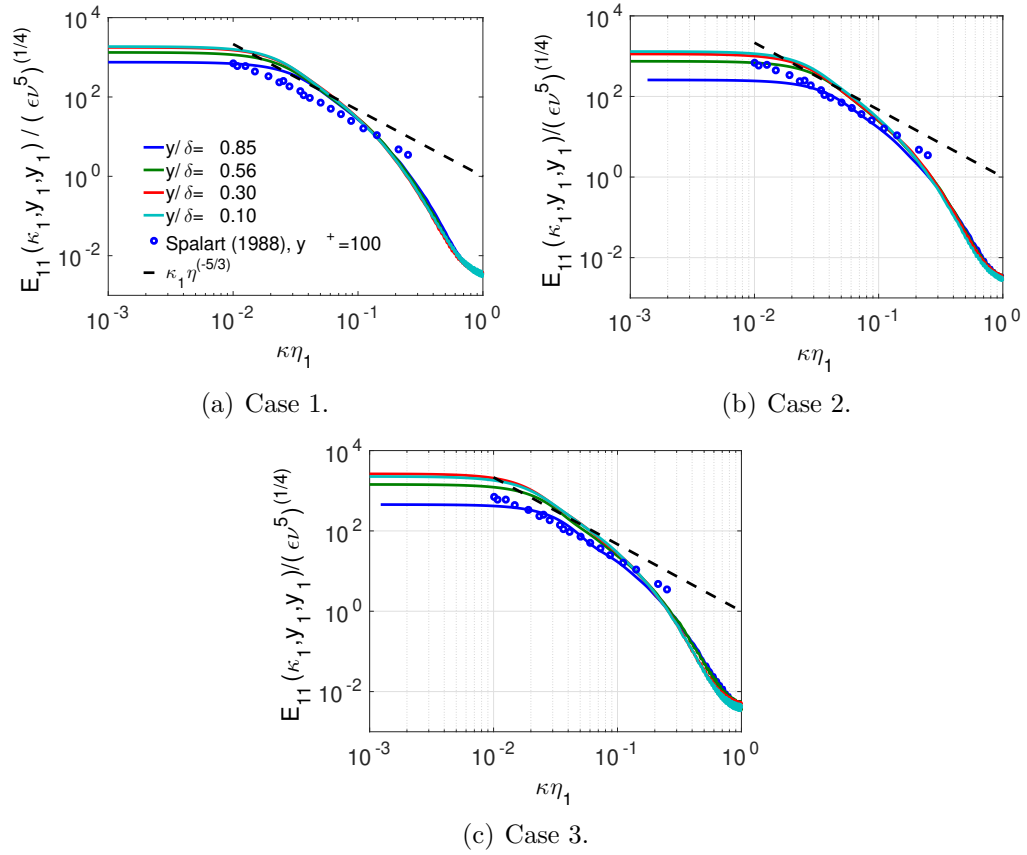 10^4
10^2
10^0
10^-2
E_11(κ_1,y_1,y_1) / ( ϵν^5)^(1/4)
y/δ= 0.85
y/δ= 0.56
y/δ= 0.30
y/δ= 0.10
Spalart (1988), y ^+=100
κ_1η^(-5/3)
10^-3 10^-2 10^-1 10^0
κη_1
(a) Case 1.
10^4
10^2
10^0
10^-2
E_11(κ_1,y_1,y_1)/(ϵν^5)^(1/4)
10^-3 10^-2 10^-1 10^0
κη_1
(b) Case 2.
10^4
10^2
10^0
10^-2
E_11(κ_1,y_1,y_1)/(ϵν^5)^(1/4)
10^-3 10^-2 10^-1 10^0
κη_1
(c) Case 3.